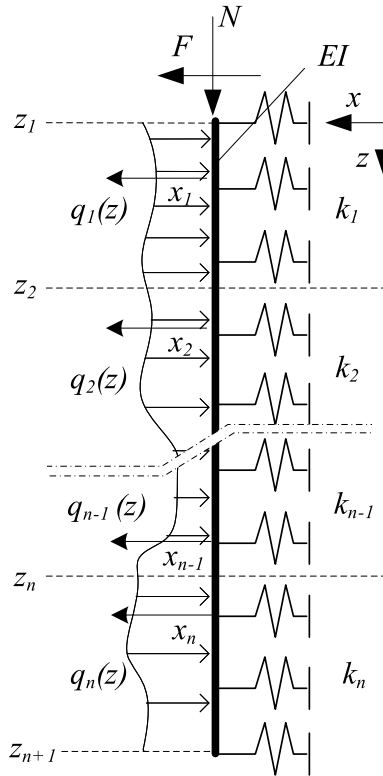 N
F
EI
z1
x
z
x1
q1(z)
k1
z2
x2
q2(z)
k2
qn-1 (z)
kn-1
xn-1
zn
xn
qn(z)
kn
zn+1